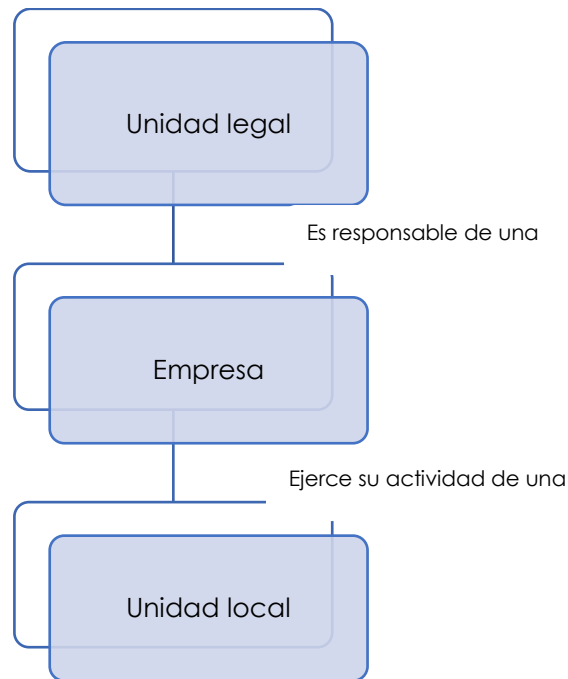 Unidad legal
Es responsable de una
Empresa
Ejerce su actividad de una
Unidad local